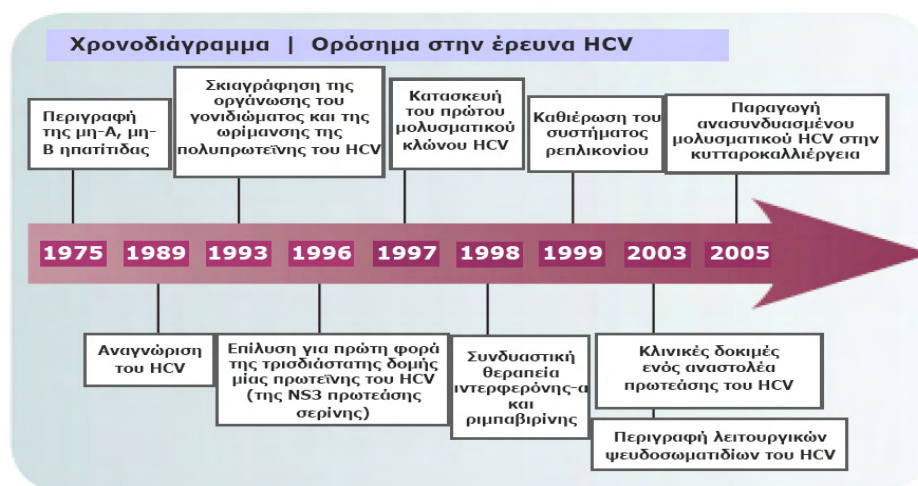 Χρονοδιάγραμμα | Ορόσημα στην έρευνα HCV
Περιγραφή
της μη-Α, μη-
Β ηπατίτιδας
Σκιαγράφηση της
οργάνωσης του
γονιδιώματος και της
ωρίμανσης της
πολυπρωτεΐνης του HCV
Κατασκευή
του πρώτου
μολυσματικού
κλώνου HCV
Καθιέρωση του
συστήματος
ρεπλικονίου
Παραγωγή
ανασυνδυασμένου
μολυσματικού HCV στην
κυτταροκαλλιέργεια
1975 1989 1993 1996 1997 1998 1999 2003 2005
Αναγνώριση
του HCV
Επίλυση για πρώτη φορά
της τρισδιάστατης δομής
μίας πρωτεΐνης του HCV
(της NS3 πρωτεάσης
σερίνης)
Συνδυαστική
θεραπεία
ιντερφερόνης-α
και
ριμπαβιρίνης
Κλινικές δοκιμές
ενός αναστολέα
πρωτεάσης του HCV
Περιγραφή λειτουργικών
ψευδοσωματιδίων του HCV